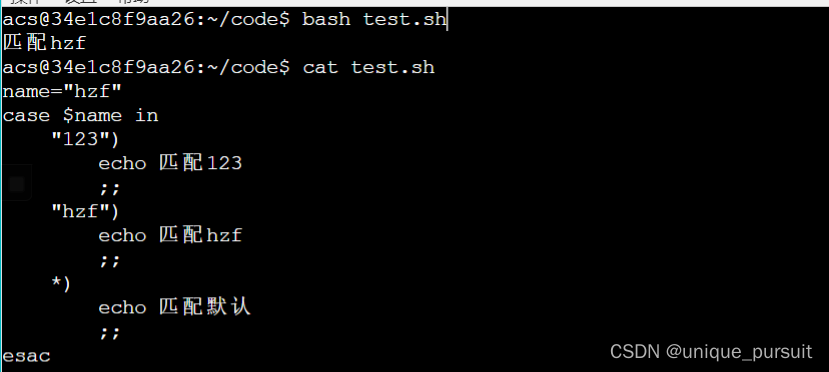 acs@34e1c8f9aa26:~/code$ bash test.sh
匹配hzf
acs@34e1c8f9aa26:~/code$ cat test.sh
name="hzf"
case $name in
    "123")
        echo 匹配123
        ;;
    "hzf")
        echo 匹配hzf
        ;;
    *)
        echo 匹配默认
        ;;
esac
CSDN @unique_pursuit